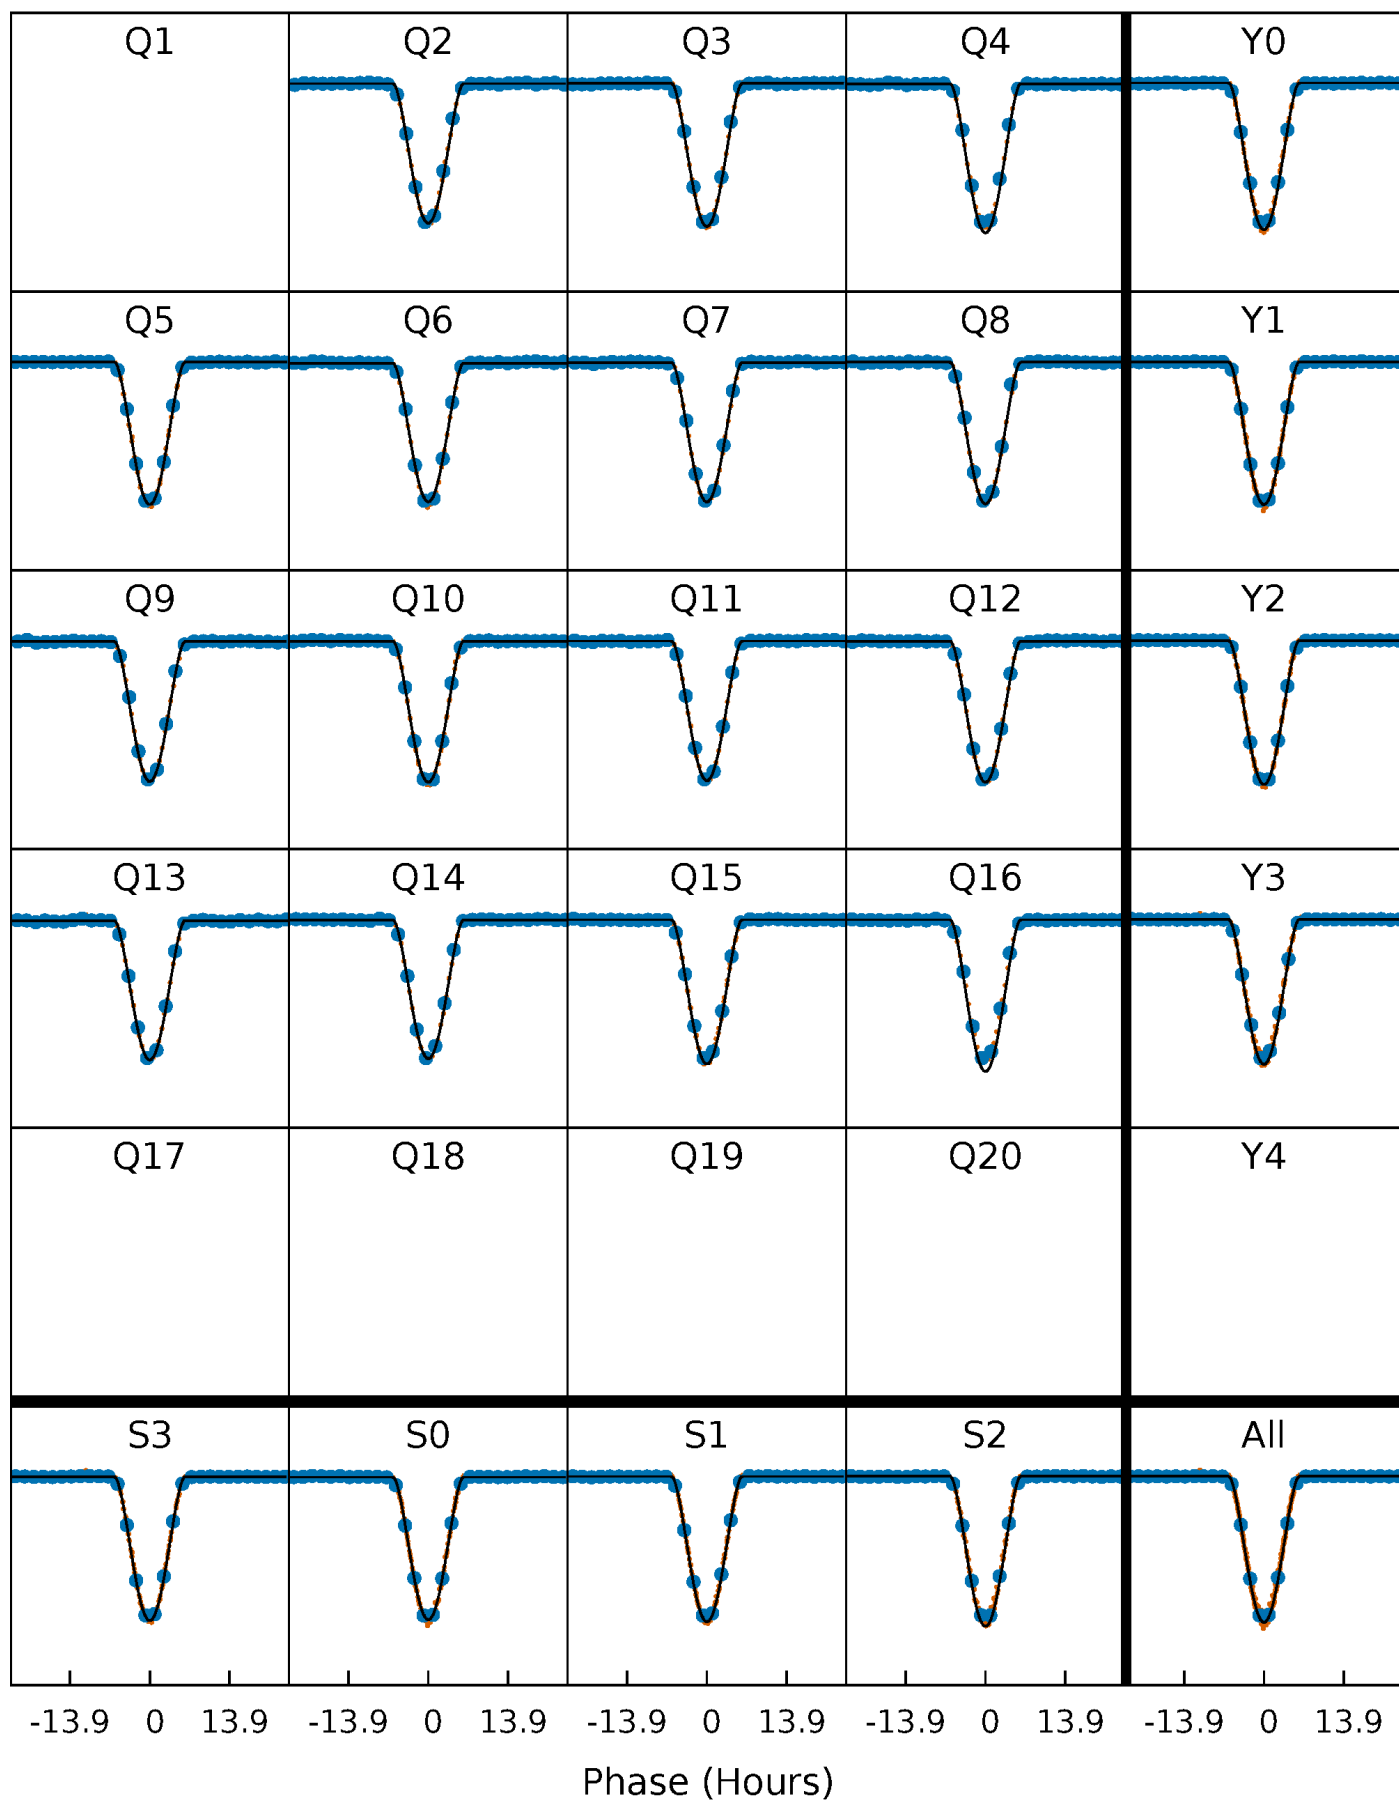 Q1 Q2 Q3 Q4 Y0
Q5 Q6 Q7 Q8 Y1
Q9 Q10 Q11 Q12 Y2
Q13 Q14 Q15 Q16 Y3
Q17 Q18 Q19 Q20 Y4
S3 S0 S1 S2 All
-13.9 0 13.9 -13.9 0 13.9 -13.9 0 13.9 -13.9 0 13.9 -13.9 0 13.9
Phase (Hours)